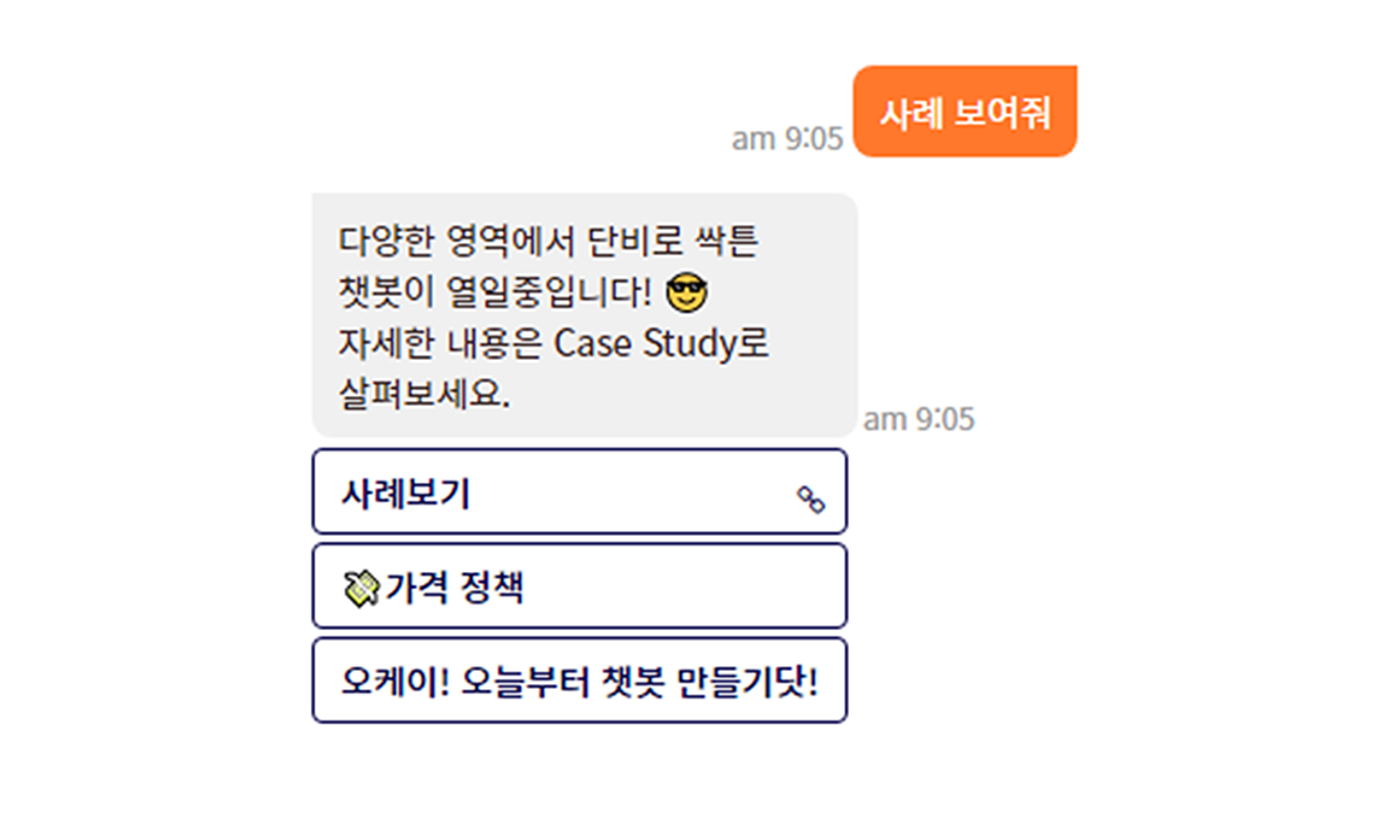 사례 보여줘
am 9:05
다양한 영역에서 단비로 싹튼
챗봇이 열일중입니다! 😎
자세한 내용은 Case Study로
살펴보세요.
am 9:05
사례보기
💸가격 정책
오케이! 오늘부터 챗봇 만들기닷!